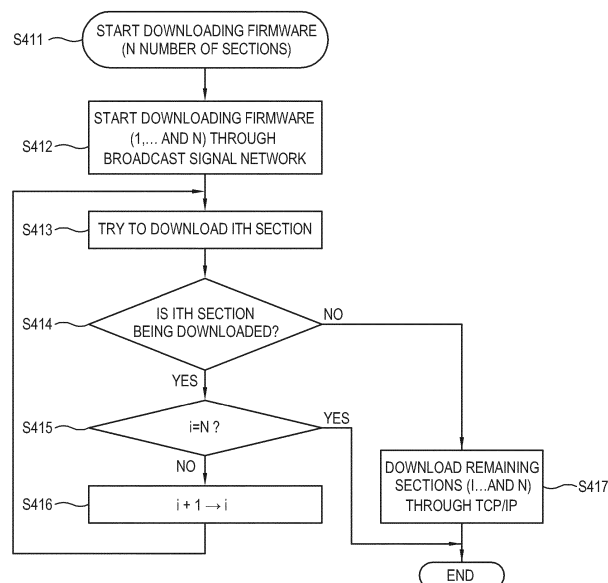 S411
START DOWNLOADING FIRMWARE
(N NUMBER OF SECTIONS)
S412
START DOWNLOADING FIRMWARE
(1,... AND N) THROUGH
BROADCAST SIGNAL NETWORK
S413
TRY TO DOWNLOAD ITH SECTION
S414
IS ITH SECTION
BEING DOWNLOADED?
NO
YES
S415
i=N ?
YES
NO
S416
i + 1 → i
DOWNLOAD REMAINING
SECTIONS (I...AND N)
THROUGH TCP/IP
S417
END